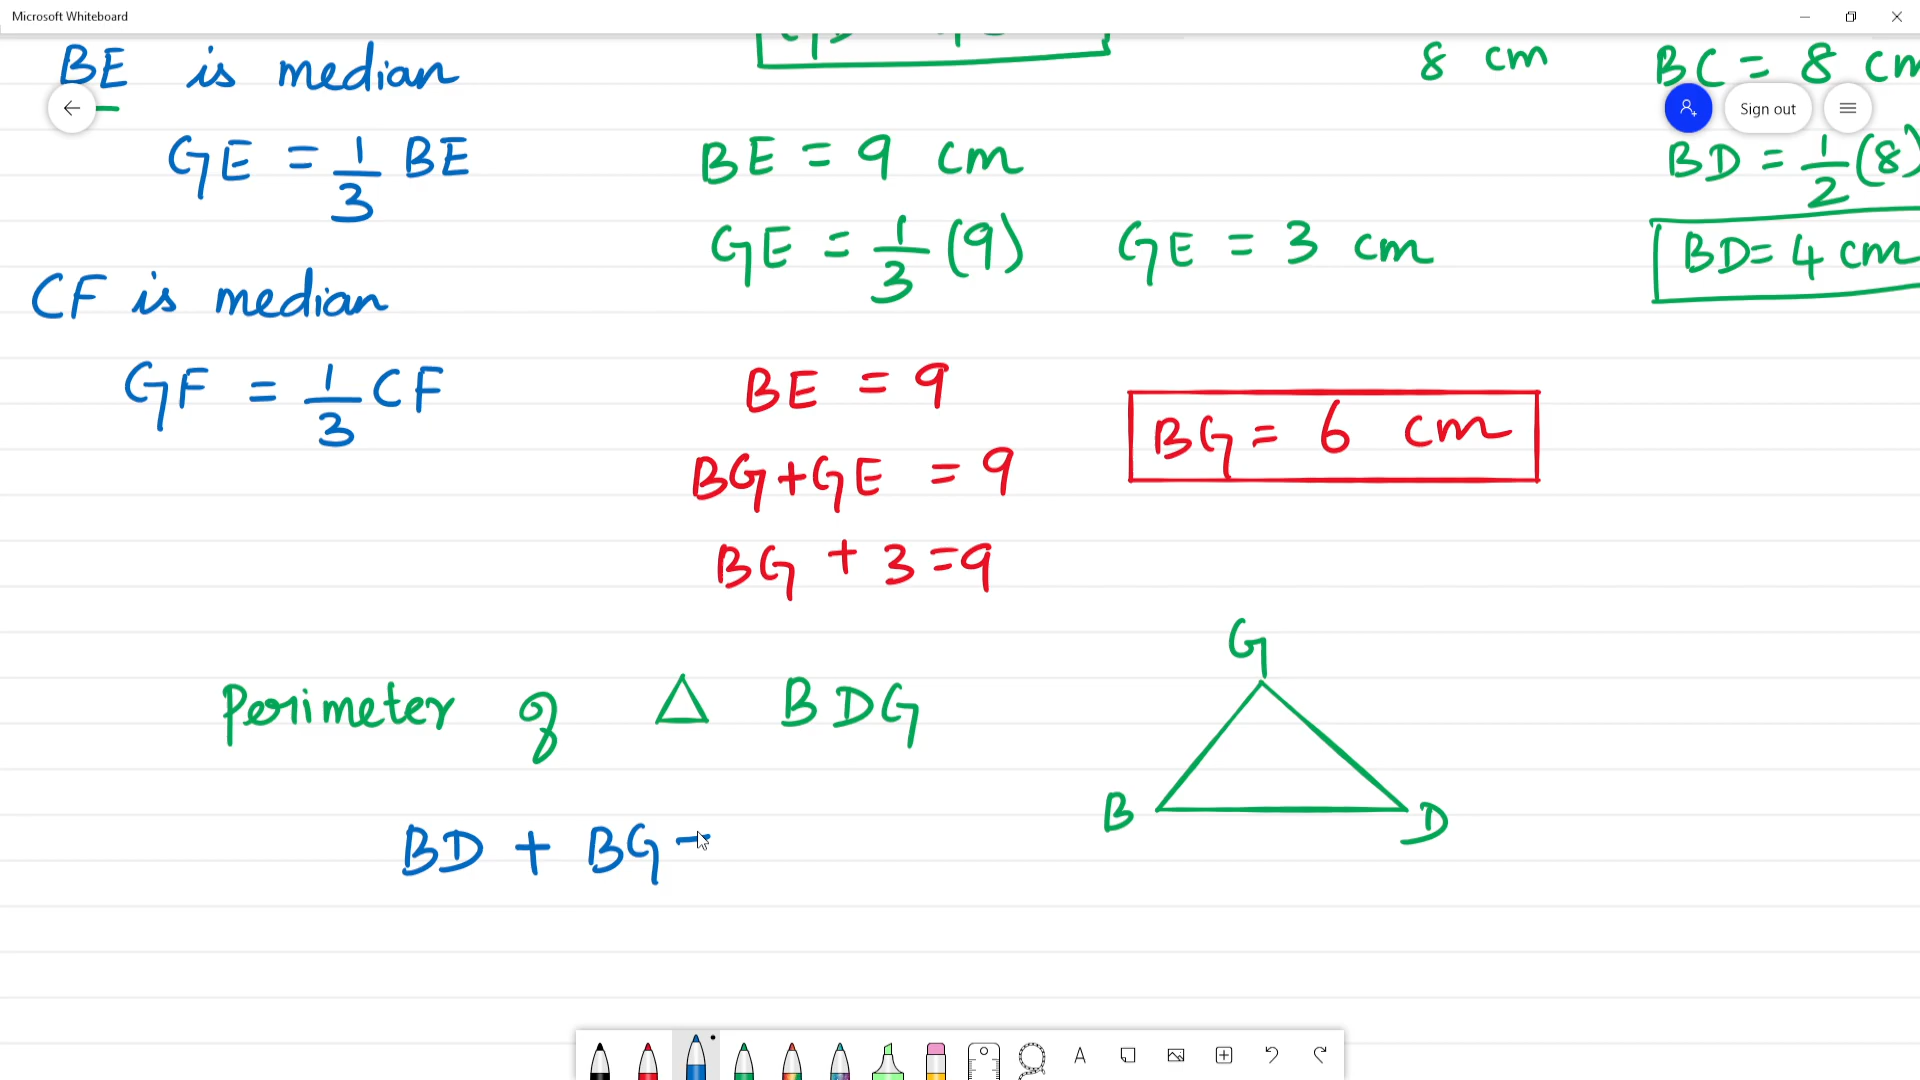 Microsoft Whiteboard
BE is median
8 cm
BC = 8 cm
Sign out
GE = 1/3 BE
BE = 9 cm
BD = 1/2 (8)
GE = 1/3 (9)
GE = 3 cm
BD = 4 cm
CF is median
GF = 1/3 CF
BE = 9
BG = 6 cm
BG + GE = 9
BG + 3 = 9
G
Perimeter of △ BDG
B
D
BD + BG -
A